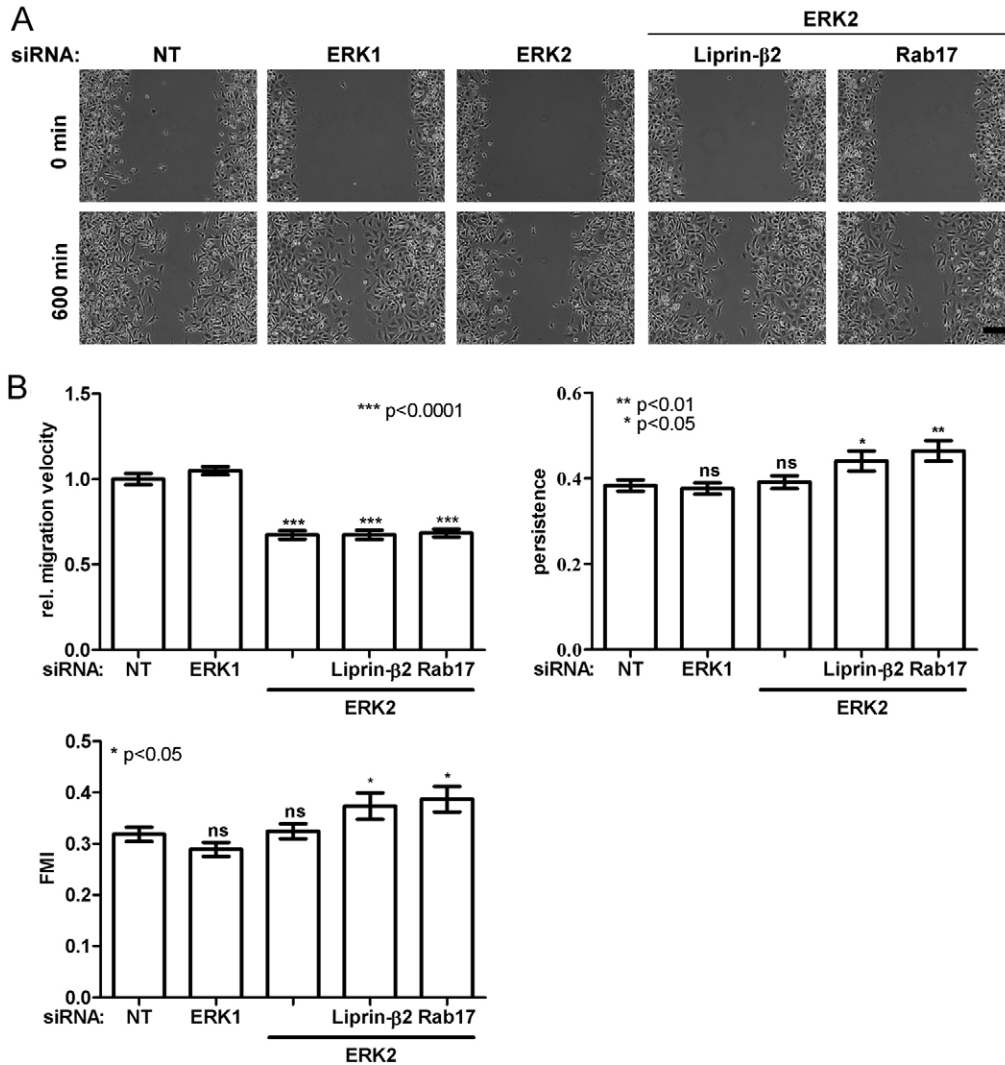 A
ERK2
siRNA: NT ERK1 ERK2 Liprin-β2 Rab17
0 min
600 min
B
1.5
1.0
0.5
0.0
rel. migration velocity
*** p<0.0001
*** *** ***
siRNA: NT ERK1 Liprin-β2 Rab17
ERK2
0.6
0.4
0.2
0.0
persistence
** p<0.01
* p<0.05
ns ns * **
siRNA: NT ERK1 Liprin-β2 Rab17
ERK2
0.5
0.4
0.3
0.2
0.1
0.0
FMI
* p<0.05
ns ns * *
siRNA: NT ERK1 Liprin-β2 Rab17
ERK2